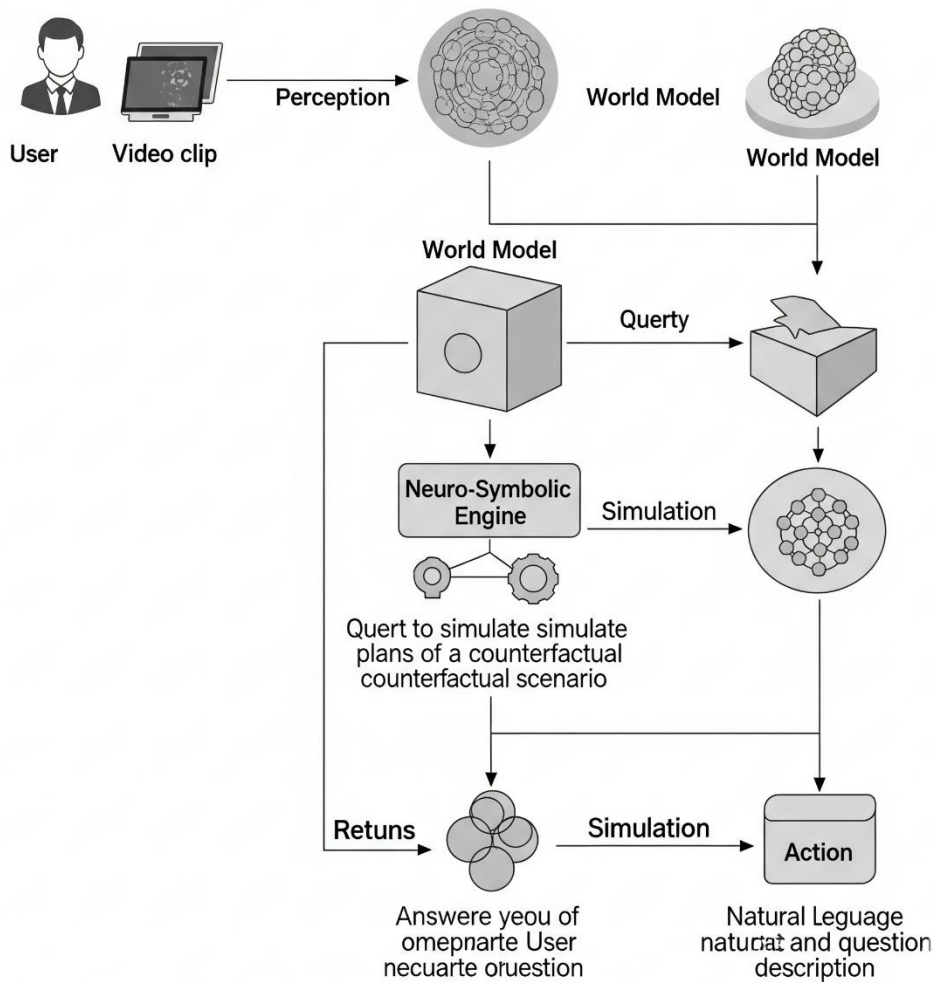 Perception
World Model
User
Video clip
World Model
World Model
Querty
Neuro-Symbolic
Engine
Simulation
Quert to simulate simulate
plans of a counterfactual
counterfactual scenario
Retuns
Simulation
Action
Answere yeou of
omepnarte User
necuarte oruestion
Natural Leguage
and question
description